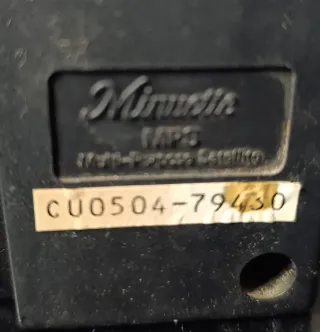 Minuette
MPS
Multi-Purpose Satellite
CU0504-79430